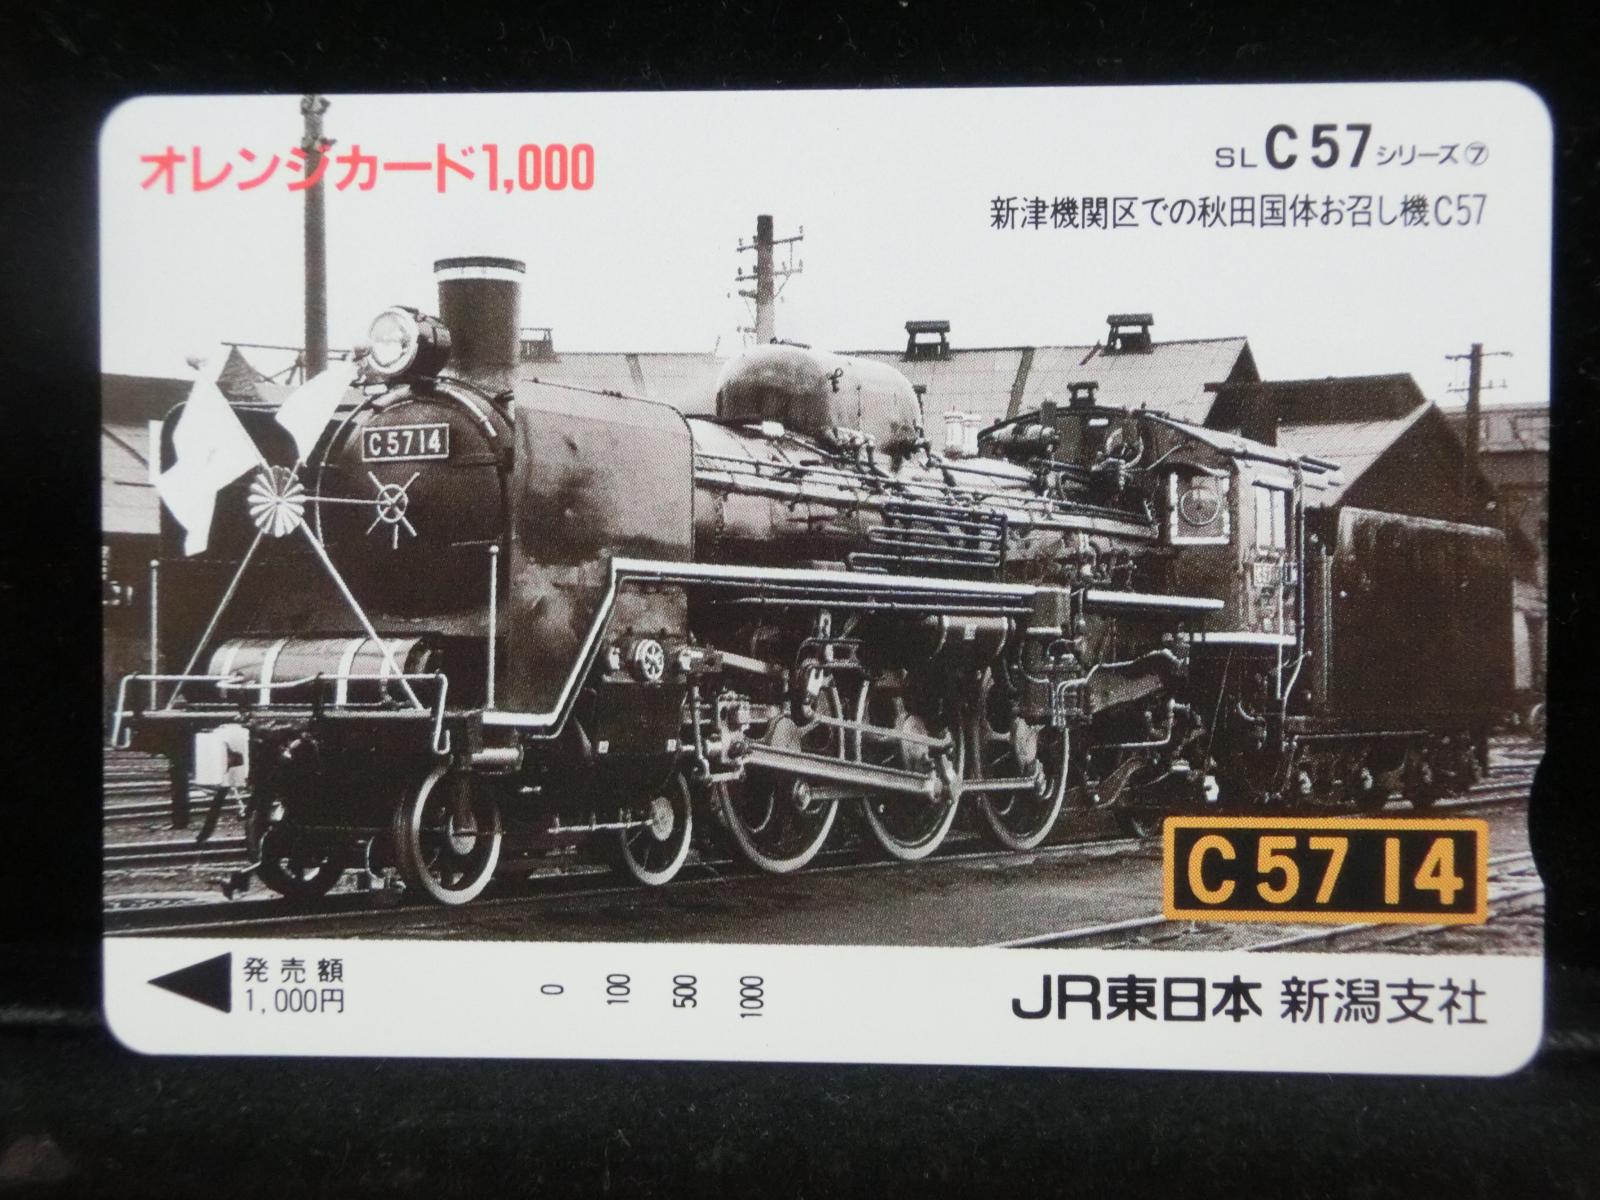 オレンジカード1,000
SL C57シリーズ⑦
新津機関区での秋田国体お召し機C57
C5714
C57 14
発売額
1,000円
0 100 500 1000
JR東日本 新潟支社